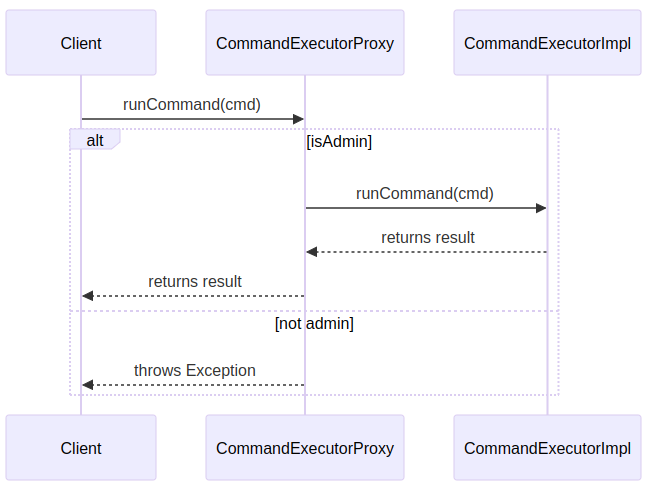 Client
CommandExecutorProxy
CommandExecutorImpl
runCommand(cmd)
alt
[isAdmin]
runCommand(cmd)
returns result
returns result
[not admin]
throws Exception
Client
CommandExecutorProxy
CommandExecutorImpl